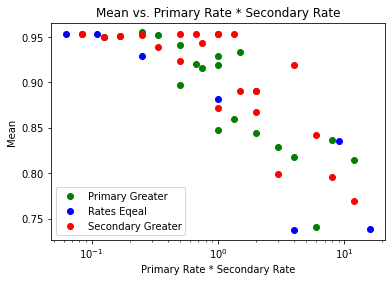 Mean vs. Primary Rate * Secondary Rate
0.95
0.90
0.85
0.80
0.75
Mean
Primary Greater
Rates Eqeal
Secondary Greater
10⁻¹
10⁰
10¹
Primary Rate * Secondary Rate